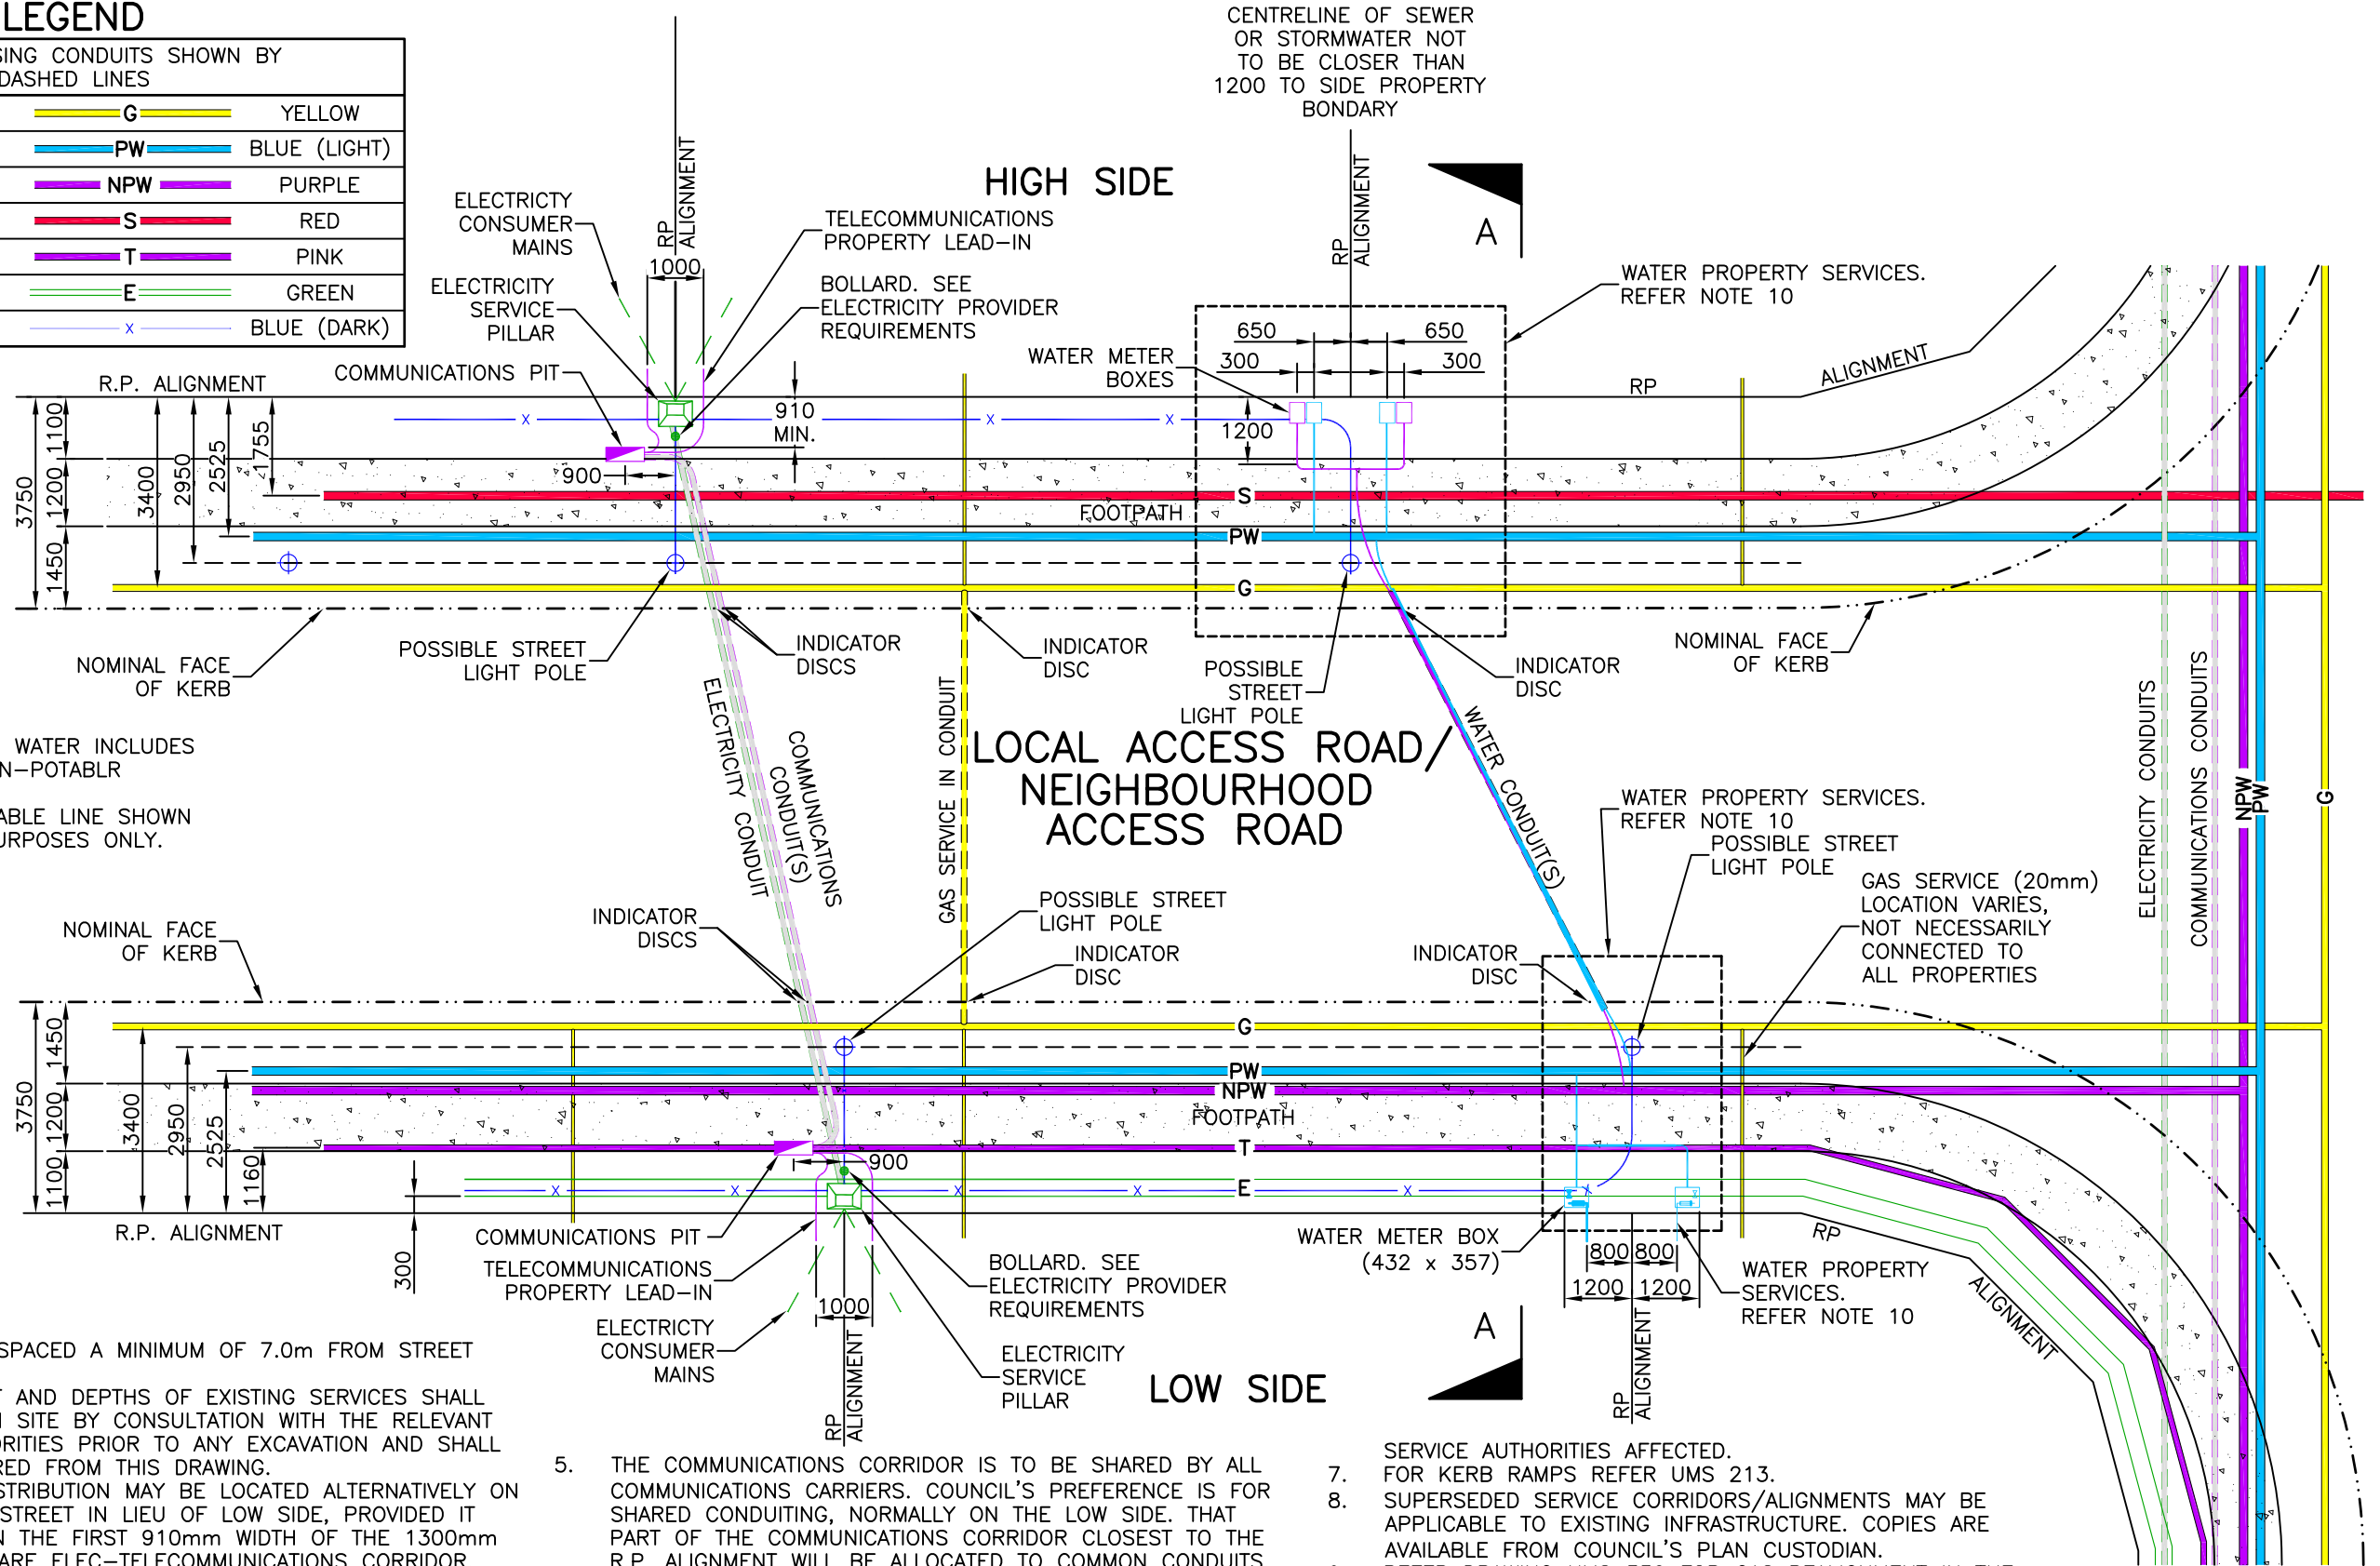 LEGEND
SING CONDUITS SHOWN BY
DASHED LINES
G YELLOW
PW BLUE (LIGHT)
NPW PURPLE
S RED
T PINK
E GREEN
X BLUE (DARK)
CENTRELINE OF SEWER
OR STORMWATER NOT
TO BE CLOSER THAN
1200 TO SIDE PROPERTY
BONDARY
HIGH SIDE
A
RP
ALIGNMENT
RP
ALIGNMENT
ELECTRICTY
CONSUMER
MAINS
ELECTRICITY
SERVICE
PILLAR
COMMUNICATIONS PIT
1000
TELECOMMUNICATIONS
PROPERTY LEAD-IN
BOLLARD. SEE
ELECTRICITY PROVIDER
REQUIREMENTS
910
MIN.
900
WATER METER
BOXES
650
650
300
300
1200
WATER PROPERTY SERVICES.
REFER NOTE 10
RP
ALIGNMENT
R.P. ALIGNMENT
3750
1100
1200
1450
3400
2950
2525
1755
X
X
X
S
FOOTPATH
PW
G
NOMINAL FACE
OF KERB
POSSIBLE STREET
LIGHT POLE
INDICATOR
DISCS
INDICATOR
DISC
POSSIBLE
STREET
LIGHT POLE
INDICATOR
DISC
NOMINAL FACE
OF KERB
WATER INCLUDES
N-POTABLR
ABLE LINE SHOWN
URPOSES ONLY.
ELECTRICITY CONDUIT
COMMUNICATIONS
CONDUIT(S)
GAS SERVICE IN CONDUIT
LOCAL ACCESS ROAD/
NEIGHBOURHOOD
ACCESS ROAD
WATER CONDUIT(S)
ELECTRICITY CONDUITS
COMMUNICATIONS CONDUITS
NPW
PW
G
WATER PROPERTY SERVICES.
REFER NOTE 10
POSSIBLE STREET
LIGHT POLE
GAS SERVICE (20mm)
LOCATION VARIES,
NOT NECESSARILY
CONNECTED TO
ALL PROPERTIES
NOMINAL FACE
OF KERB
INDICATOR
DISCS
POSSIBLE STREET
LIGHT POLE
INDICATOR
DISC
INDICATOR
DISC
3750
1450
1200
1100
3400
2950
2525
1160
300
G
PW
NPW
FOOTPATH
T
E
X
X
X
X
X
X
900
R.P. ALIGNMENT
COMMUNICATIONS PIT
TELECOMMUNICATIONS
PROPERTY LEAD-IN
ELECTRICTY
CONSUMER
MAINS
1000
RP
ALIGNMENT
BOLLARD. SEE
ELECTRICITY PROVIDER
REQUIREMENTS
ELECTRICITY
SERVICE
PILLAR
WATER METER BOX
(432 x 357)
800
800
1200
1200
RP
ALIGNMENT
WATER PROPERTY
SERVICES.
REFER NOTE 10
RP
ALIGNMENT
LOW SIDE
A
SPACED A MINIMUM OF 7.0m FROM STREET
T AND DEPTHS OF EXISTING SERVICES SHALL
N SITE BY CONSULTATION WITH THE RELEVANT
ORITIES PRIOR TO ANY EXCAVATION AND SHALL
RED FROM THIS DRAWING.
STRIBUTION MAY BE LOCATED ALTERNATIVELY ON
STREET IN LIEU OF LOW SIDE, PROVIDED IT
N THE FIRST 910mm WIDTH OF THE 1300mm
ARE ELEC-TELECOMMUNICATIONS CORRIDOR
5. THE COMMUNICATIONS CORRIDOR IS TO BE SHARED BY ALL
COMMUNICATIONS CARRIERS. COUNCIL'S PREFERENCE IS FOR
SHARED CONDUITING, NORMALLY ON THE LOW SIDE. THAT
PART OF THE COMMUNICATIONS CORRIDOR CLOSEST TO THE
R.P. ALIGNMENT WILL BE ALLOCATED TO COMMON CONDUITS
SERVICE AUTHORITIES AFFECTED.
7. FOR KERB RAMPS REFER UMS 213.
8. SUPERSEDED SERVICE CORRIDORS/ALIGNMENTS MAY BE
APPLICABLE TO EXISTING INFRASTRUCTURE. COPIES ARE
AVAILABLE FROM COUNCIL'S PLAN CUSTODIAN.